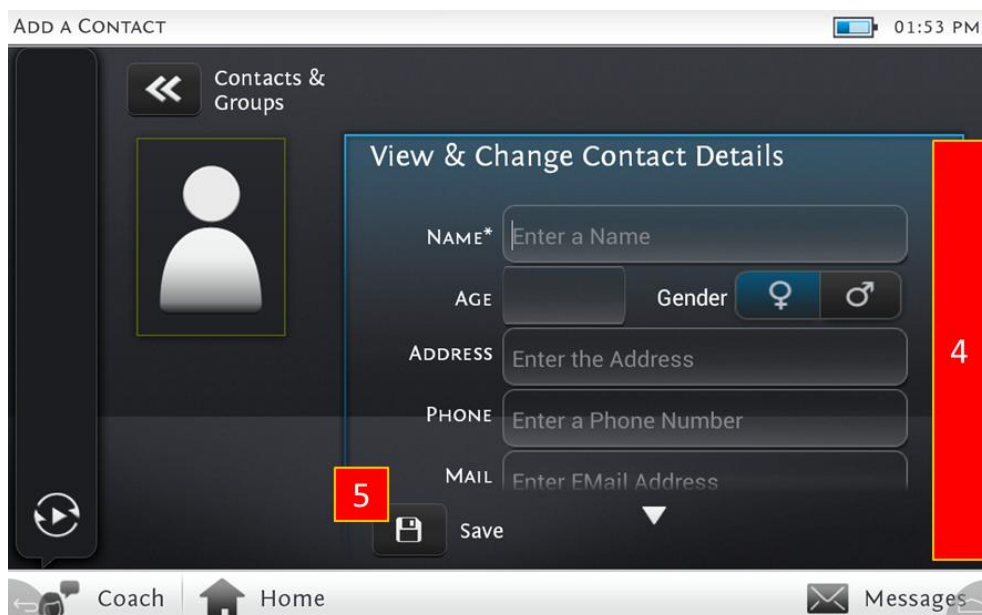 ADD A CONTACT
01:53 PM
Contacts &
Groups
View & Change Contact Details
NAME*
Enter a Name
AGE
Gender
ADDRESS
Enter the Address
4
PHONE
Enter a Phone Number
MAIL
Enter EMail Address
5
Save
Coach
Home
Messages